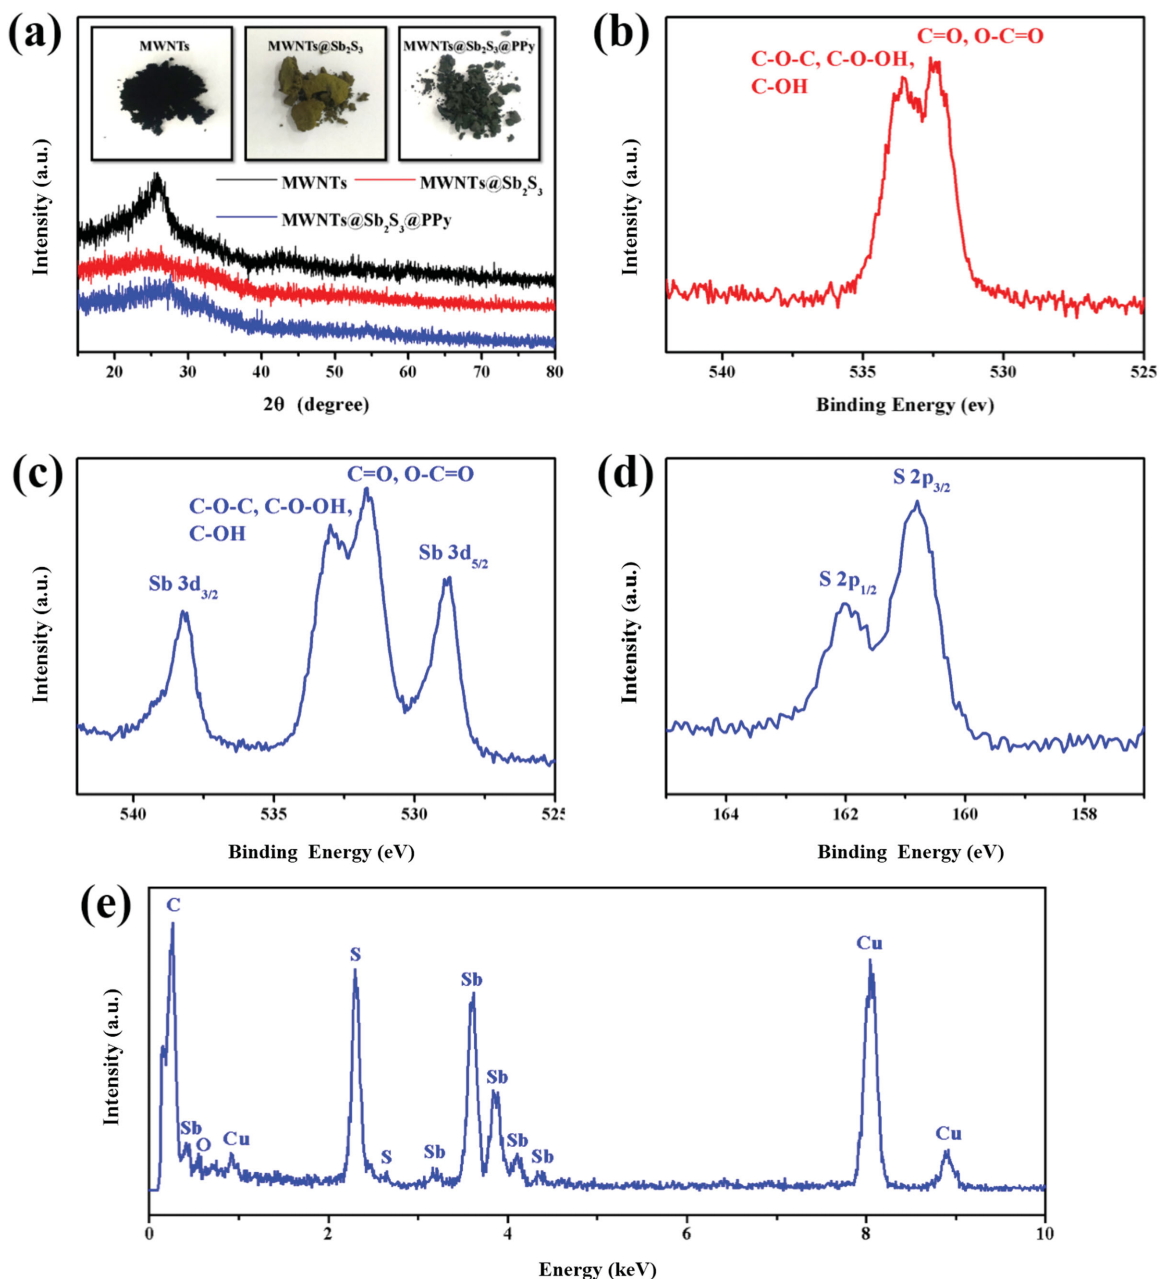 (a)
MWNTs
MWNTs@Sb₂S₃
MWNTs@Sb₂S₃@PPy
MWNTs
MWNTs@Sb₂S₃
MWNTs@Sb₂S₃@PPy
Intensity (a.u.)
20 30 40 50 60 70 80
2θ (degree)
(b)
C=O, O-C=O
C-O-C, C-O-OH,
C-OH
Intensity (a.u.)
540 535 530 525
Binding Energy (ev)
(c)
C=O, O-C=O
C-O-C, C-O-OH,
C-OH
Sb 3d₅/₂
Sb 3d₃/₂
Intensity (a.u.)
540 535 530 525
Binding Energy (eV)
(d)
S 2p₃/₂
S 2p₁/₂
Intensity (a.u.)
164 162 160 158
Binding Energy (eV)
(e)
C
Sb
O
Cu
S
S
Sb
Sb
Sb
Sb
Sb
Cu
Cu
Intensity (a.u.)
0 2 4 6 8 10
Energy (keV)